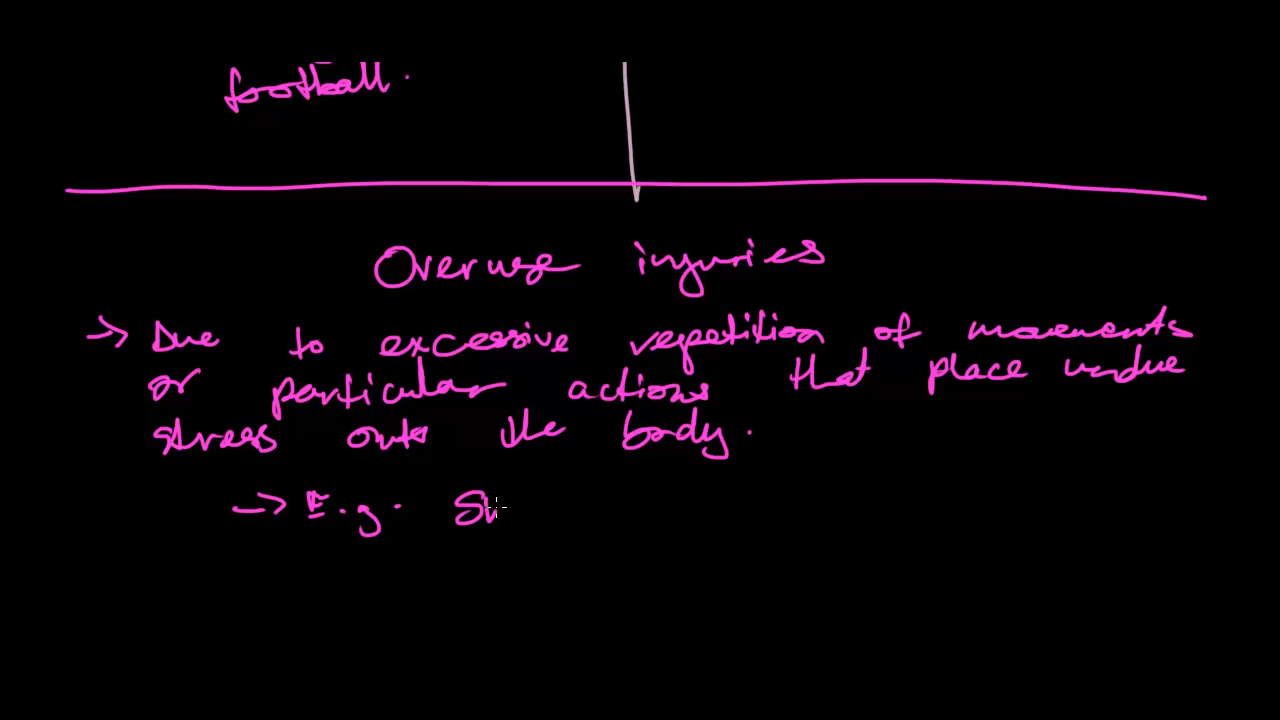 football.
Overuse injuries
→ Due to excessive repetition of movements
or particular actions that place undue
stress onto the body.
→ E.g. Sw